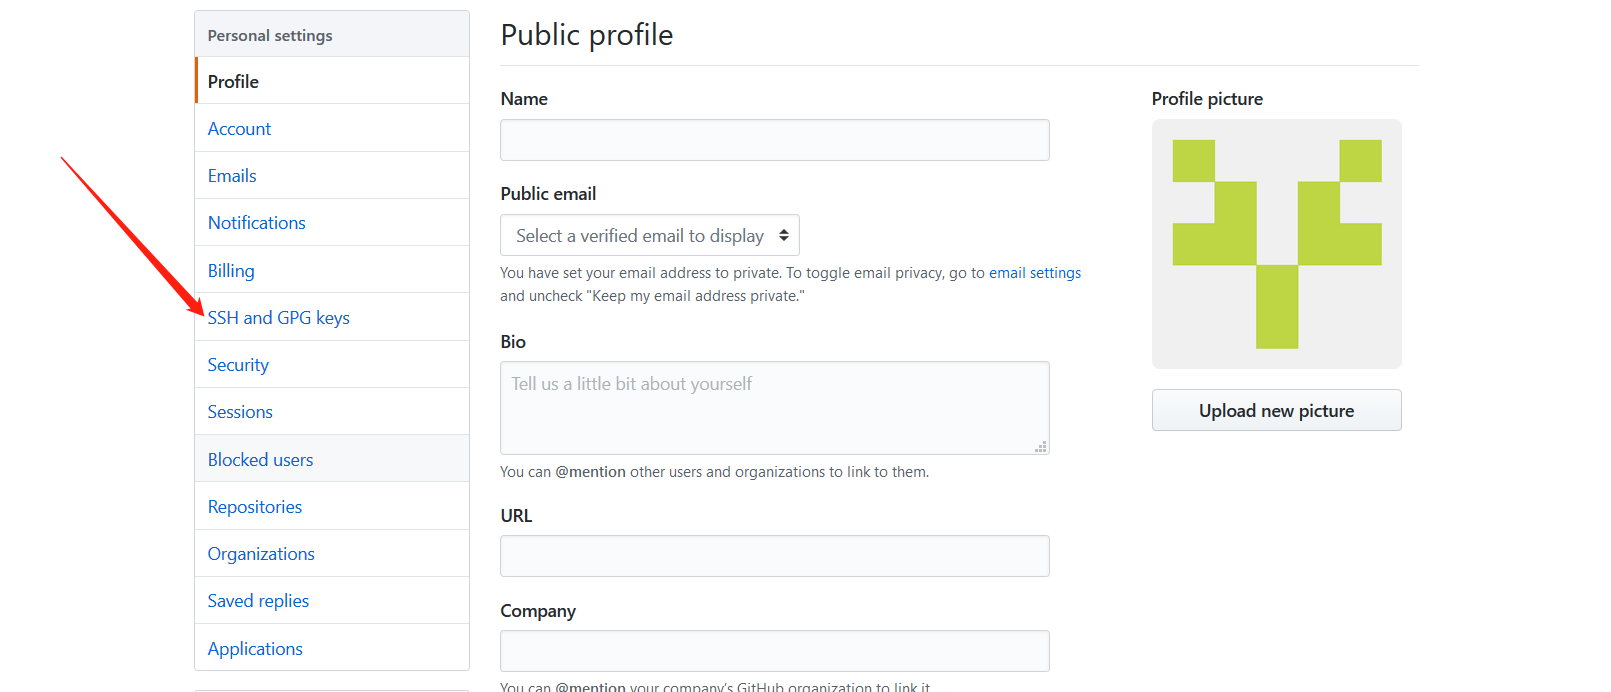 Personal settings
Profile
Account
Emails
Notifications
Billing
SSH and GPG keys
Security
Sessions
Blocked users
Repositories
Organizations
Saved replies
Applications
Public profile
Name
Public email
Select a verified email to display
You have set your email address to private. To toggle email privacy, go to email settings
and uncheck "Keep my email address private."
Bio
Tell us a little bit about yourself
You can @mention other users and organizations to link to them.
URL
Company
You can @mention your company's GitHub organization to link it.
Profile picture
Upload new picture